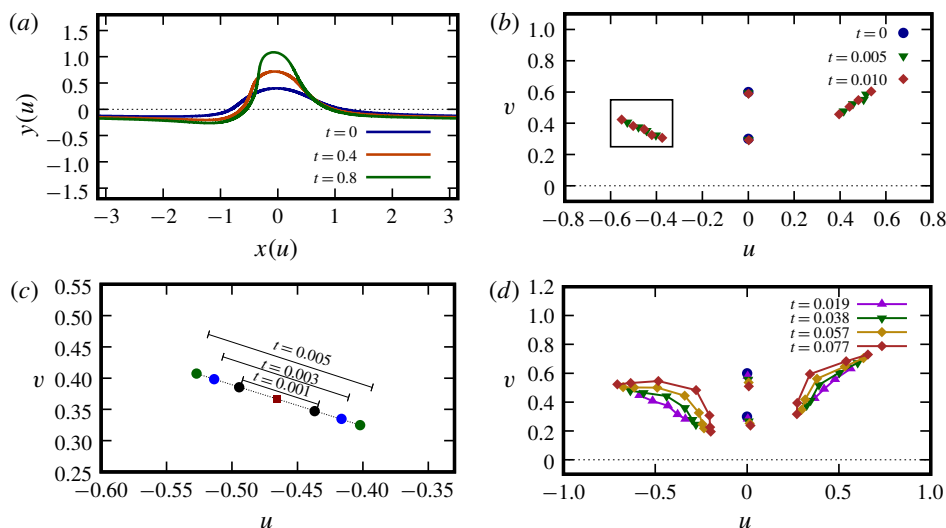 (a)
1.5
1.0
0.5
0
−0.5
−1.0
−1.5
y(u)
t = 0
t = 0.4
t = 0.8
−3 −2 −1 0 1 2 3
x(u)
(b)
1.0
0.8
0.6
0.4
0.2
0
v
t = 0
t = 0.005
t = 0.010
−0.8 −0.6 −0.4 −0.2 0 0.2 0.4 0.6 0.8
u
(c)
0.55
0.50
0.45
0.40
0.35
0.30
0.25
v
t = 0.005
t = 0.003
t = 0.001
−0.60 −0.55 −0.50 −0.45 −0.40 −0.35
u
(d)
1.2
1.0
0.8
0.6
0.4
0.2
0
v
t = 0.019
t = 0.038
t = 0.057
t = 0.077
−1.0 −0.5 0 0.5 1.0
u